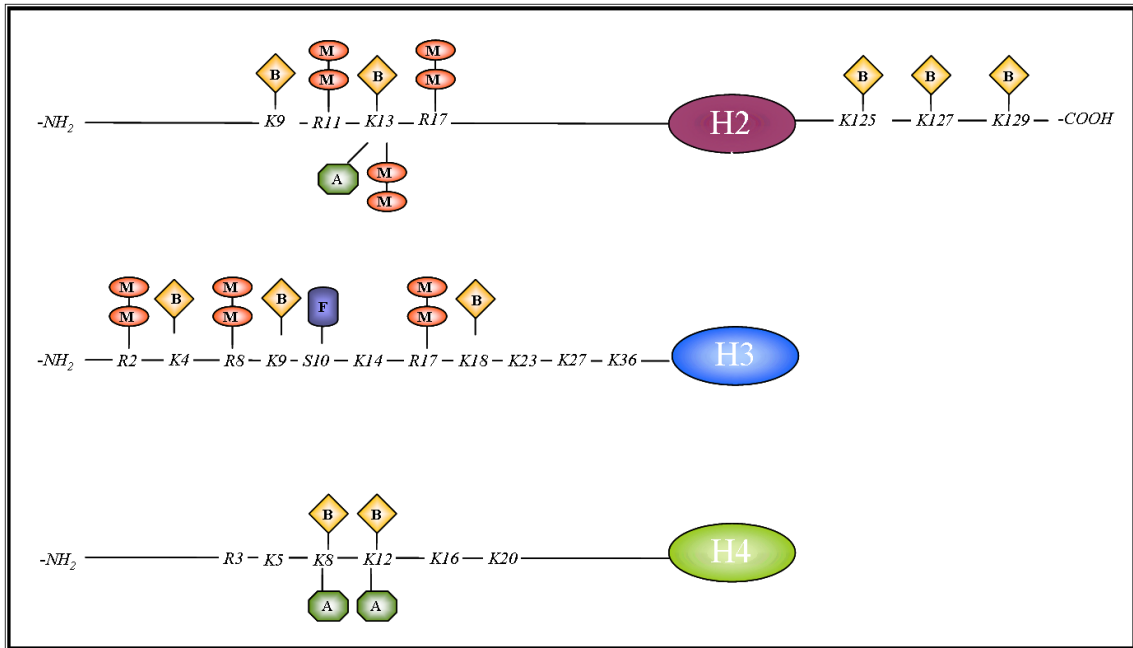 M M
B M B M B B B
-NH2 K9 R11 K13 R17 H2 K125 K127 K129 -COOH
A M
M
M B M B F M B
M M M
-NH2 R2 K4 R8 K9 S10 K14 R17 K18 K23 K27 K36 H3
B B
-NH2 R3 K5 K8 K12 K16 K20 H4
A A